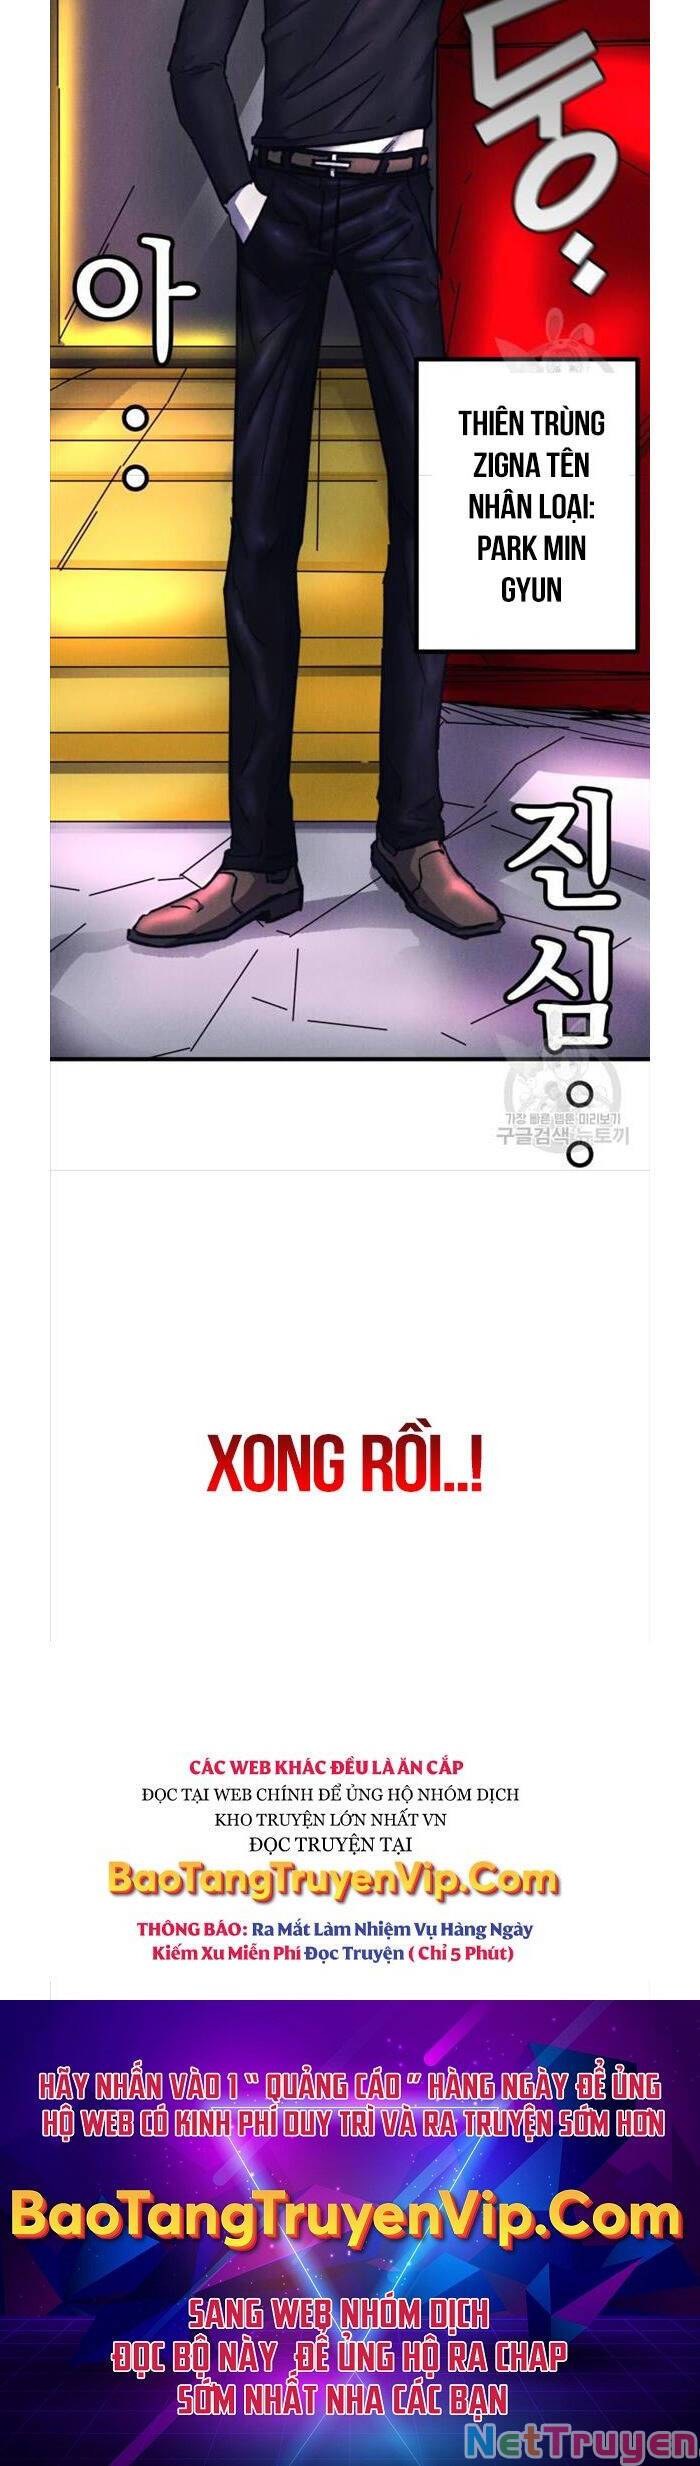 둥..
아..
THIÊN TRÙNG
ZIGNA TÊN
NHÂN LOẠI:
PARK MIN
GYUN
진심..
가장 빠른 웹툰 미리보기
구글검색 뉴토끼
XONG RỒI..!
CÁC WEB KHÁC ĐỀU LÀ ĂN CẮP
ĐỌC TẠI WEB CHÍNH ĐỂ ỦNG HỘ NHÓM DỊCH
KHO TRUYỆN LỚN NHẤT VN
ĐỌC TRUYỆN TẠI
BaoTangTruyenVip.Com
THÔNG BÁO: Ra Mắt Làm Nhiệm Vụ Hàng Ngày
Kiếm Xu Miễn Phí Đọc Truyện ( Chỉ 5 Phút)
HÃY NHẤN VÀO 1 “ QUẢNG CÁO ” HÀNG NGÀY ĐỂ ỦNG
HỘ WEB CÓ KINH PHÍ DUY TRÌ VÀ RA TRUYỆN SỚM HƠN
BaoTangTruyenVip.Com
SANG WEB NHÓM DỊCH
ĐỌC BỘ NÀY ĐỂ ỦNG HỘ RA CHAP
SỚM NHẤT NHA CÁC BẠN
NetTruyen